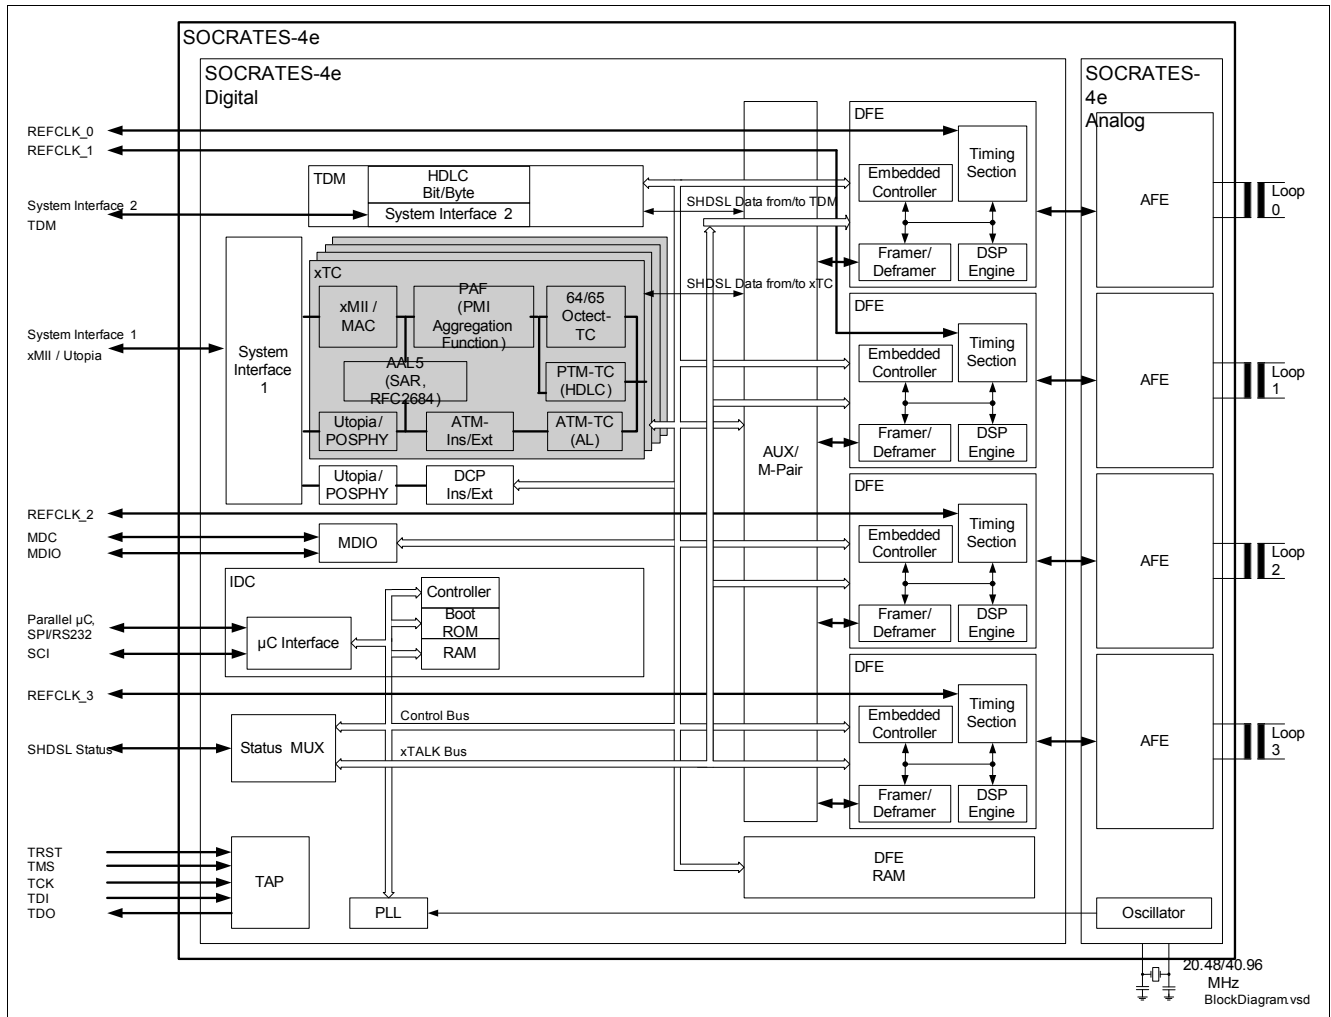 SOCRATES-4e
SOCRATES-4e
Digital
SOCRATES-
4e
Analog
REFCLK_0
REFCLK_1
System Interface 2
TDM
System Interface 1
xMII / Utopia
REFCLK_2
MDC
MDIO
Parallel µC,
SPI/RS232
SCI
REFCLK_3
SHDSL Status
TRST
TMS
TCK
TDI
TDO
TDM
HDLC
Bit/Byte
System Interface 2
System
Interface
1
xTC
xMII /
MAC
PAF
(PMI
Aggregation
Function)
64/65
Octect-
TC
AAL5
(SAR,
RFC2684)
PTM-TC
(HDLC)
Utopia/
POSPHY
ATM-
Ins/Ext
ATM-TC
(AL)
Utopia/
POSPHY
DCP
Ins/Ext
MDIO
IDC
µC Interface
Controller
Boot
ROM
RAM
Status MUX
Control Bus
xTALK Bus
TAP
PLL
SHDSL Data from/to TDM
SHDSL Data from/to xTC
AUX/
M-Pair
DFE
Timing
Section
Embedded
Controller
Framer/
Deframer
DSP
Engine
DFE
Timing
Section
Embedded
Controller
Framer/
Deframer
DSP
Engine
DFE
Timing
Section
Embedded
Controller
Framer/
Deframer
DSP
Engine
DFE
Timing
Section
Embedded
Controller
Framer/
Deframer
DSP
Engine
DFE
RAM
AFE
AFE
AFE
AFE
Oscillator
Loop
0
Loop
1
Loop
2
Loop
3
20.48/40.96
MHz
BlockDiagram.vsd